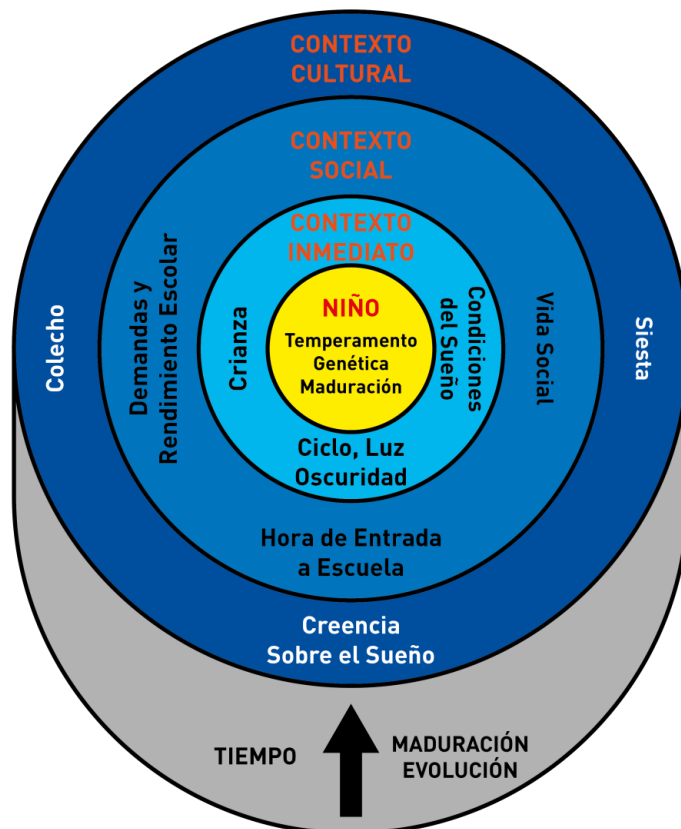 CONTEXTO
CULTURAL
CONTEXTO
SOCIAL
CONTEXTO
INMEDIATO
NIÑO
Temperamento
Genética
Maduración
Colecho
Demandas y
Rendimiento Escolar
Crianza
Condiciones
del Sueño
Vida Social
Siesta
Ciclo, Luz
Oscuridad
Hora de Entrada
a Escuela
Creencia
Sobre el Sueño
TIEMPO
MADURACIÓN
EVOLUCIÓN